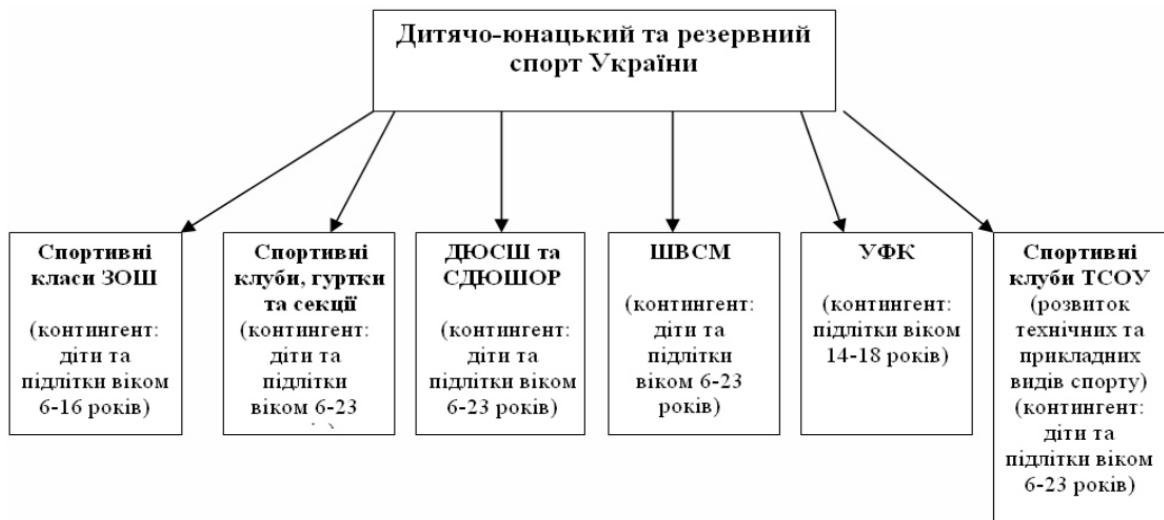 Дитячо-юнацький та резервний
спорт України
Спортивні
класи ЗОШ
(контингент:
діти та
підлітки віком
6-16 років)
Спортивні
клуби, гуртки
та секції
(контингент:
діти та
підлітки
віком 6-23
ДЮСШ та
СДЮШОР
(контингент:
діти та
підлітки віком
6-23 років)
ШВСМ
(контингент:
діти та
підлітки
віком 6-23
років)
УФК
(контингент:
підлітки віком
14-18 років)
Спортивні
клуби ТСОУ
(розвиток
технічних та
прикладних
видів спорту)
(контингент:
діти та
підлітки віком
6-23 років)